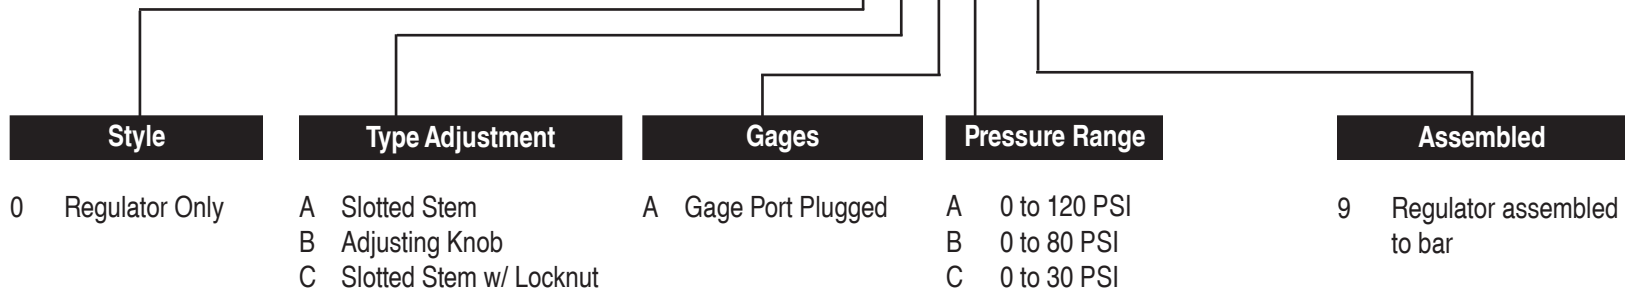 Style
0 Regulator Only
Type Adjustment
A Slotted Stem
B Adjusting Knob
C Slotted Stem w/ Locknut
Gages
A Gage Port Plugged
Pressure Range
A 0 to 120 PSI
B 0 to 80 PSI
C 0 to 30 PSI
Assembled
9 Regulator assembled
to bar